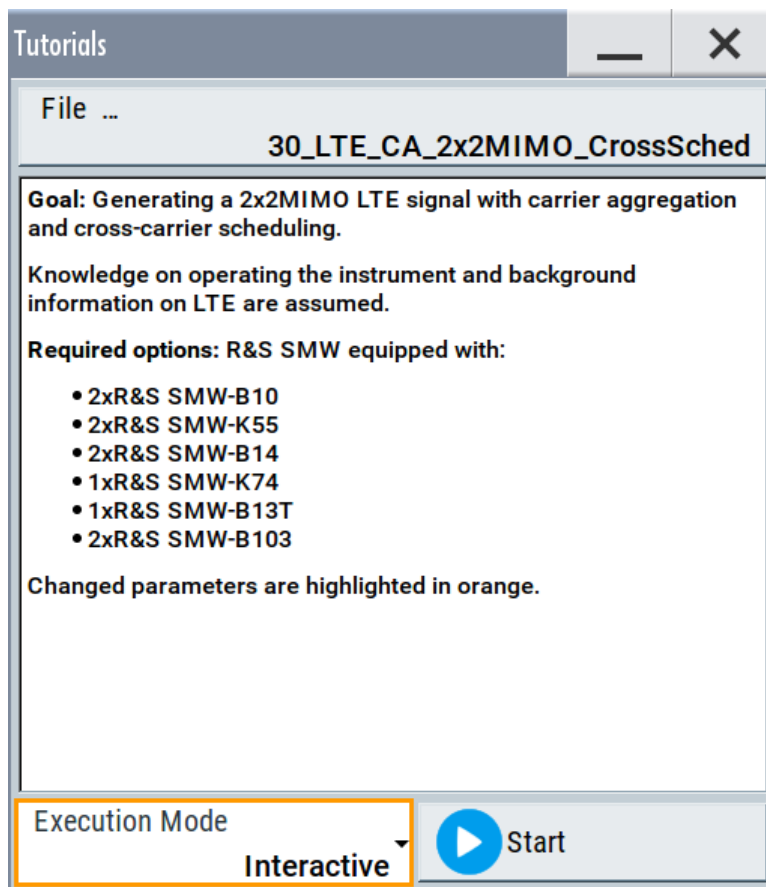 Tutorials
File ...
30_LTE_CA_2x2MIMO_CrossSched
Goal: Generating a 2x2MIMO LTE signal with carrier aggregation
and cross-carrier scheduling.
Knowledge on operating the instrument and background
information on LTE are assumed.
Required options: R&S SMW equipped with:
• 2xR&S SMW-B10
• 2xR&S SMW-K55
• 2xR&S SMW-B14
• 1xR&S SMW-K74
• 1xR&S SMW-B13T
• 2xR&S SMW-B103
Changed parameters are highlighted in orange.
Execution Mode
Interactive
Start